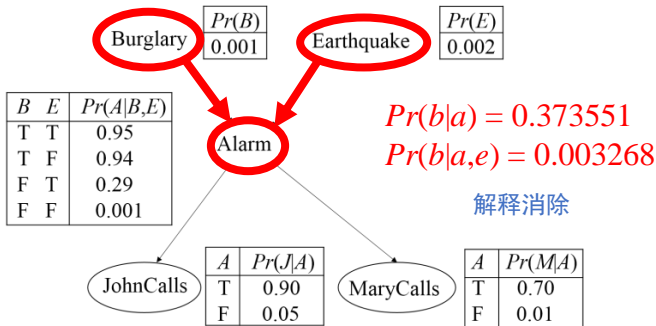 Burglary
Pr(B)
0.001
Earthquake
Pr(E)
0.002
B E Pr(A|B,E)
T T 0.95
T F 0.94
F T 0.29
F F 0.001
Alarm
Pr(b|a) = 0.373551
Pr(b|a,e) = 0.003268
解释消除
JohnCalls
A Pr(J|A)
T 0.90
F 0.05
MaryCalls
A Pr(M|A)
T 0.70
F 0.01